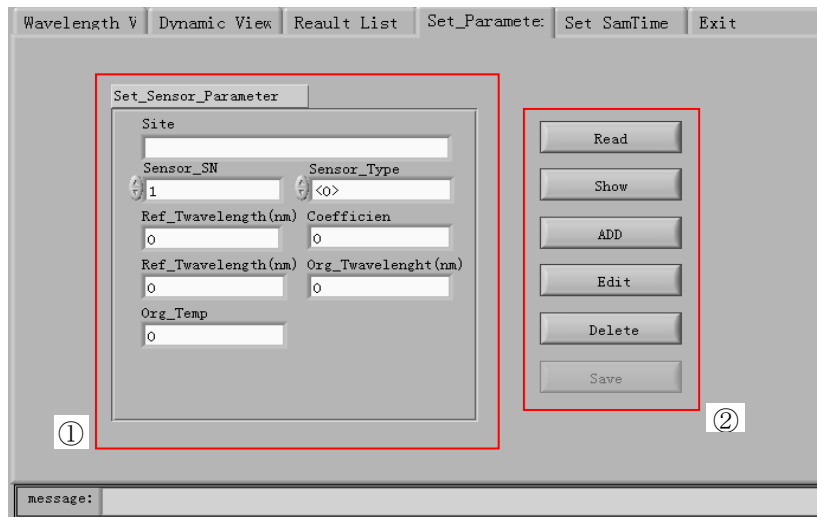 Wavelength V Dynamic View Reault List Set_Paramete: Set SamTime Exit
Set_Sensor_Parameter
Site
Sensor_SN Sensor_Type
1 <0>
Ref_Twavelength(nm) Coefficien
0 0
Ref_Twavelength(nm) Org_Twavelenght(nm)
0 0
Org_Temp
0
①
Read
Show
ADD
Edit
Delete
Save
②
message: